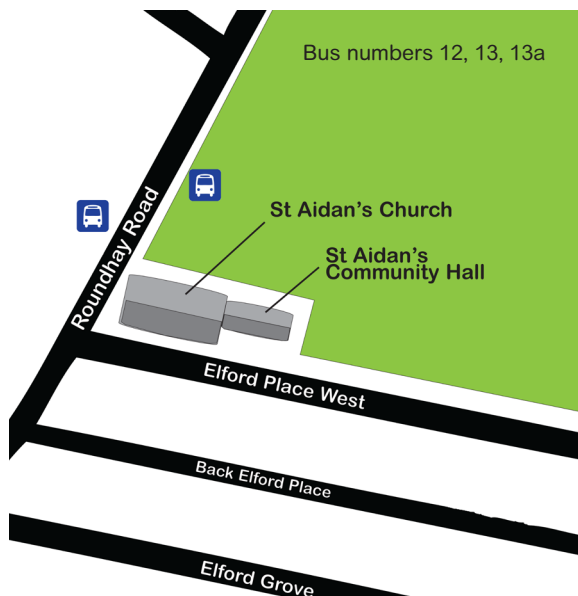 Bus numbers 12, 13, 13a
St Aidan's Church
St Aidan's
Community Hall
Roundhay Road
Elford Place West
Back Elford Place
Elford Grove